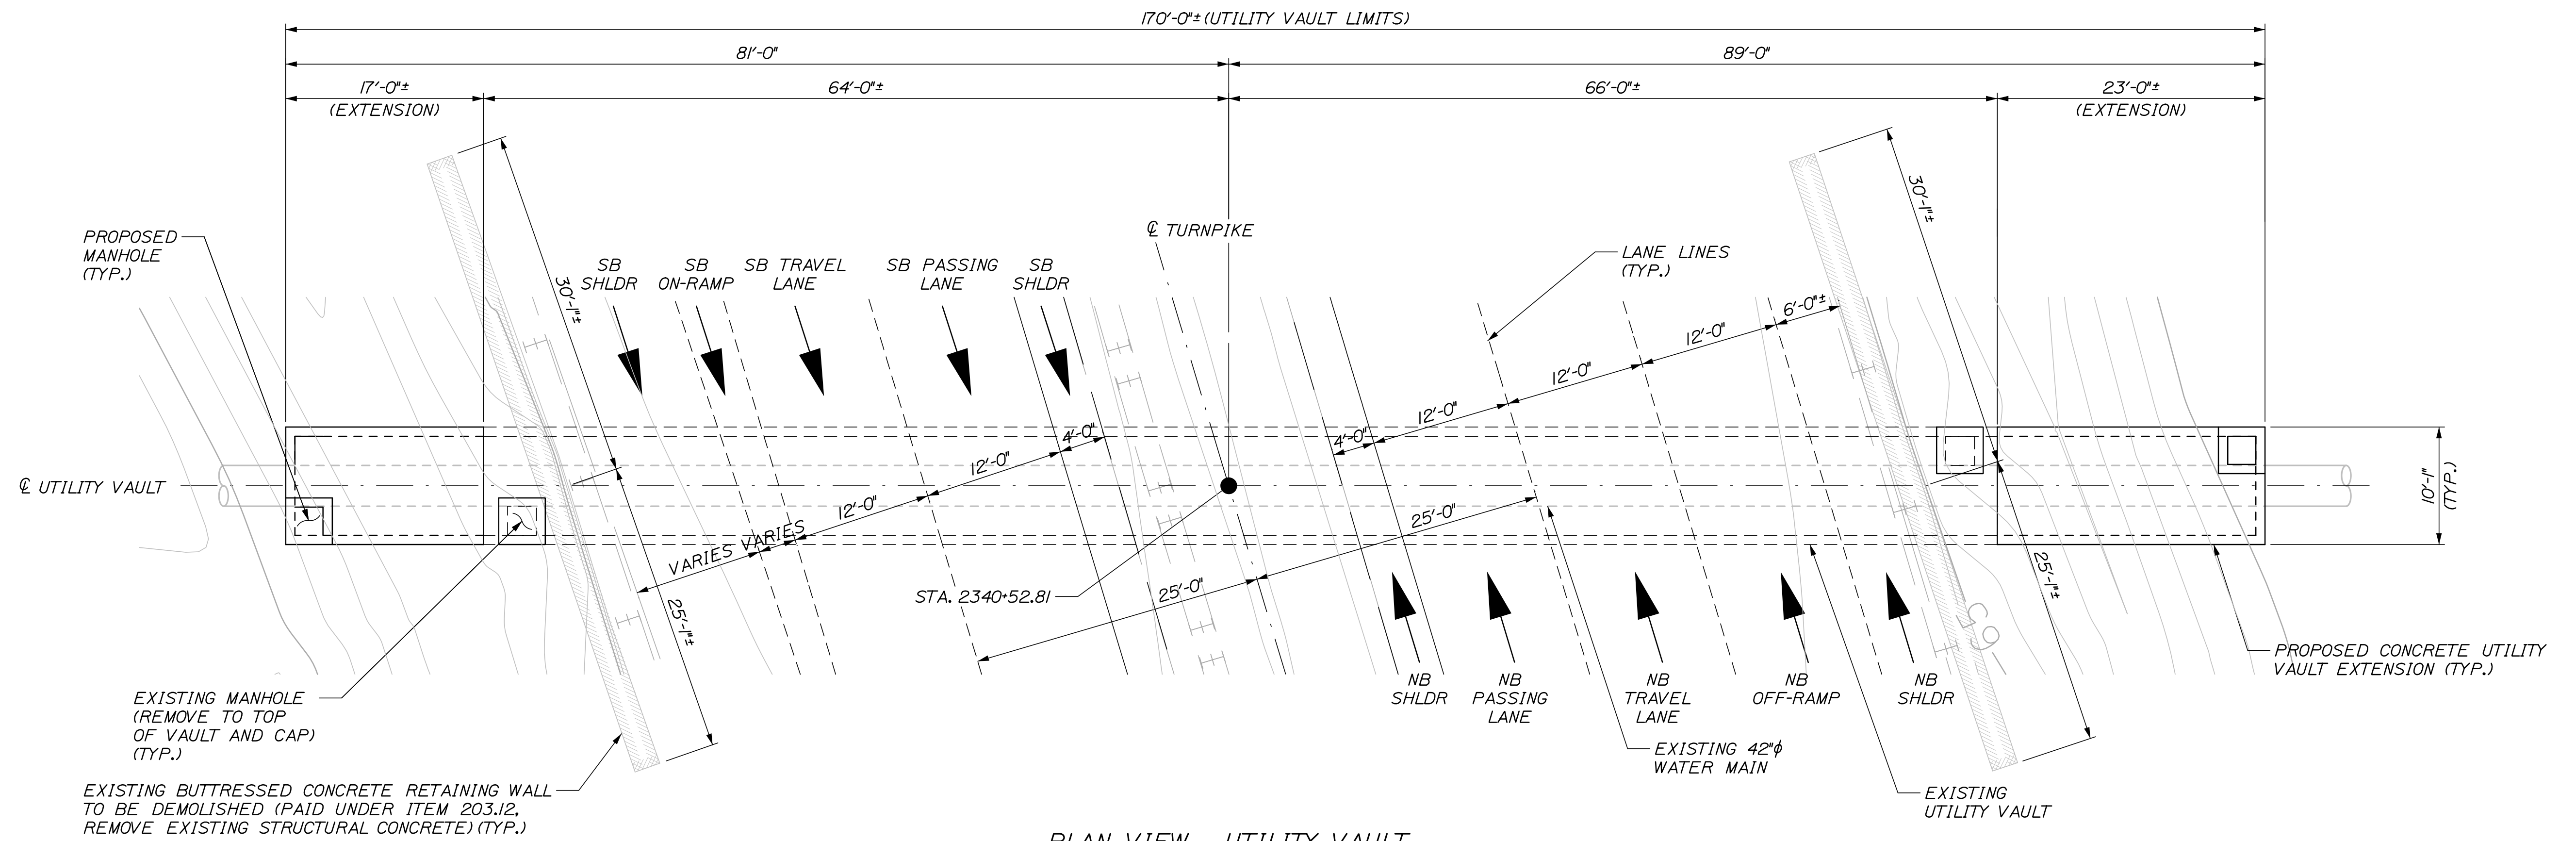 170'-0"± (UTILITY VAULT LIMITS)
81'-0"
89'-0"
17'-0"±
(EXTENSION)
64'-0"±
66'-0"±
23'-0"±
(EXTENSION)
30'-1"±
30'-1"±
PROPOSED
MANHOLE
(TYP.)
SB
SHLDR
SB
ON-RAMP
SB TRAVEL
LANE
SB PASSING
LANE
SB
SHLDR
℄ TURNPIKE
LANE LINES
(TYP.)
6'-0"±
12'-0"
12'-0"
12'-0"
4'-0"
4'-0"
12'-0"
12'-0"
VARIES VARIES
℄ UTILITY VAULT
10'-1"
(TYP.)
25'-0"
25'-0"
STA. 2340+52.81
25'-1"±
25'-1"±
NB
SHLDR
NB
PASSING
LANE
NB
TRAVEL
LANE
NB
OFF-RAMP
NB
SHLDR
PROPOSED CONCRETE UTILITY
VAULT EXTENSION (TYP.)
EXISTING MANHOLE
(REMOVE TO TOP
OF VAULT AND CAP)
(TYP.)
EXISTING 42"ϕ
WATER MAIN
EXISTING
UTILITY VAULT
EXISTING BUTTRESSED CONCRETE RETAINING WALL
TO BE DEMOLISHED (PAID UNDER ITEM 203.12,
REMOVE EXISTING STRUCTURAL CONCRETE) (TYP.)
PLAN VIEW - UTILITY VAULT